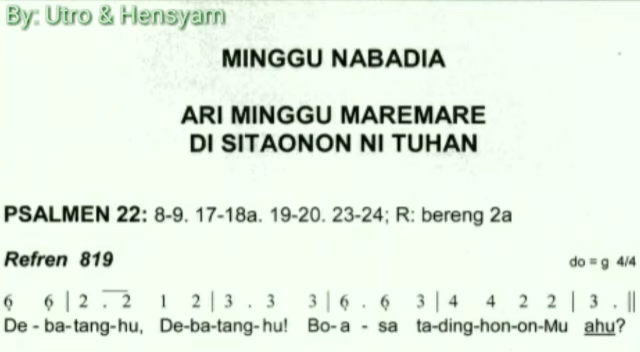 By: Utro & Hensyam
MINGGU NABADIA
ARI MINGGU MAREMARE
DI SITAONON NI TUHAN
PSALMEN 22: 8-9. 17-18a. 19-20. 23-24; R: bereng 2a
Refren 819
do = g 4/4
6̣ 6̣ | 2 . 2 1 2 | 3 . 3 3 | 6 . 6 3 | 4 4 2 2 | 3 . ||
De - ba-tang-hu, De-ba-tang-hu! Bo-a - sa ta-ding-hon-on-Mu ahu?